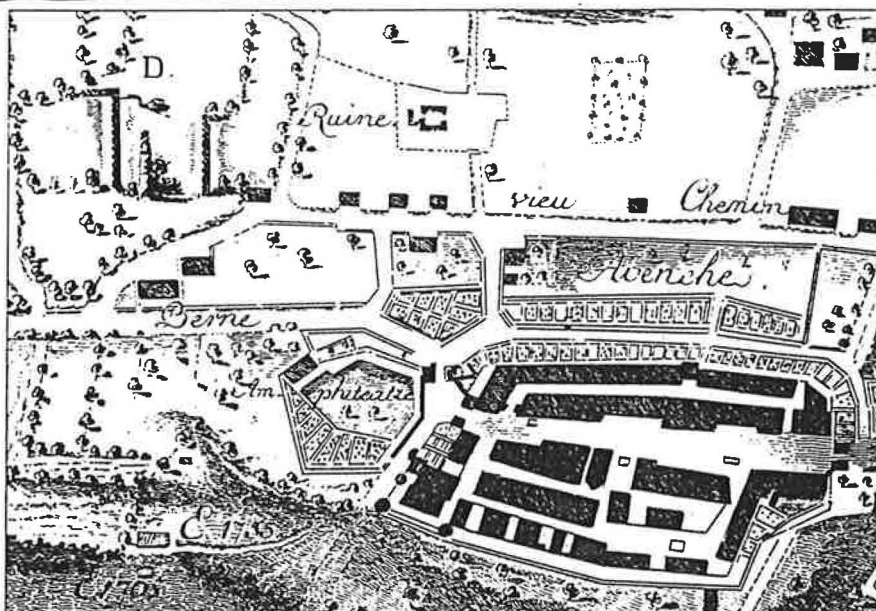 D.
Ruine.
vieu Chemin
Avenche.
Berne
Amphiteatre